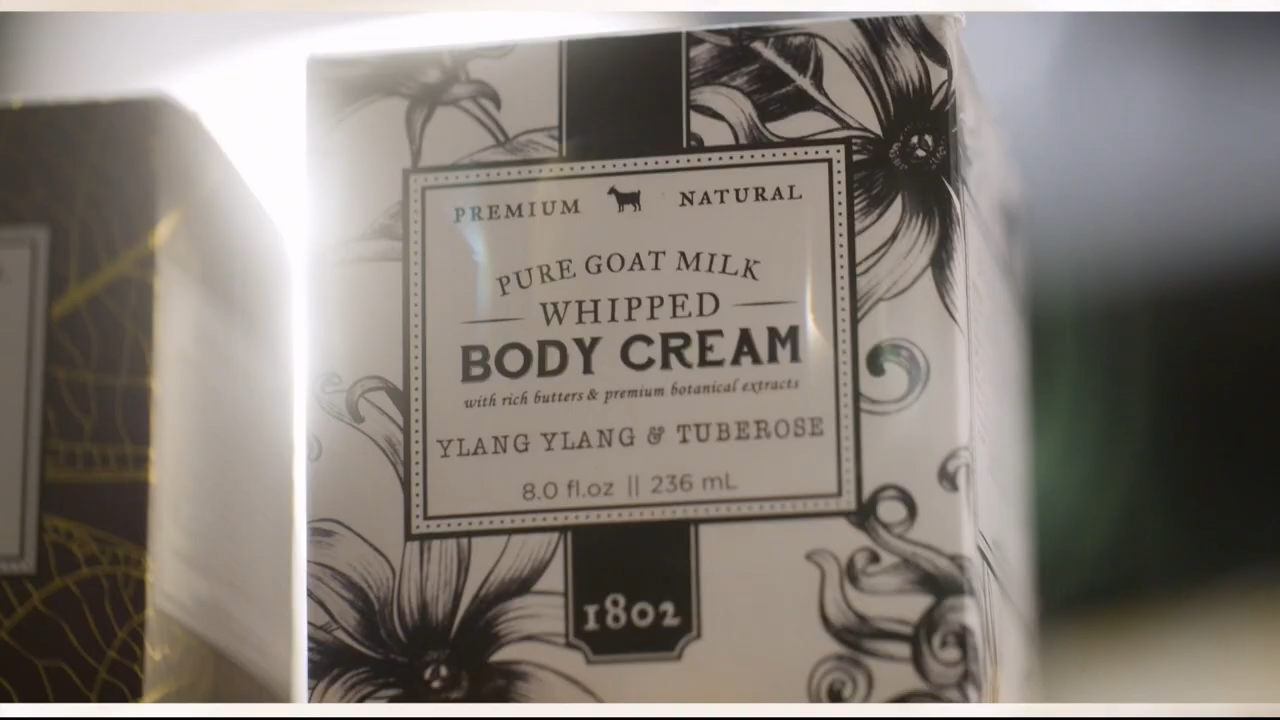 PREMIUM NATURAL
PURE GOAT MILK
WHIPPED
BODY CREAM
with rich butters & premium botanical extracts
YLANG YLANG & TUBEROSE
8.0 fl.oz || 236 mL
1802